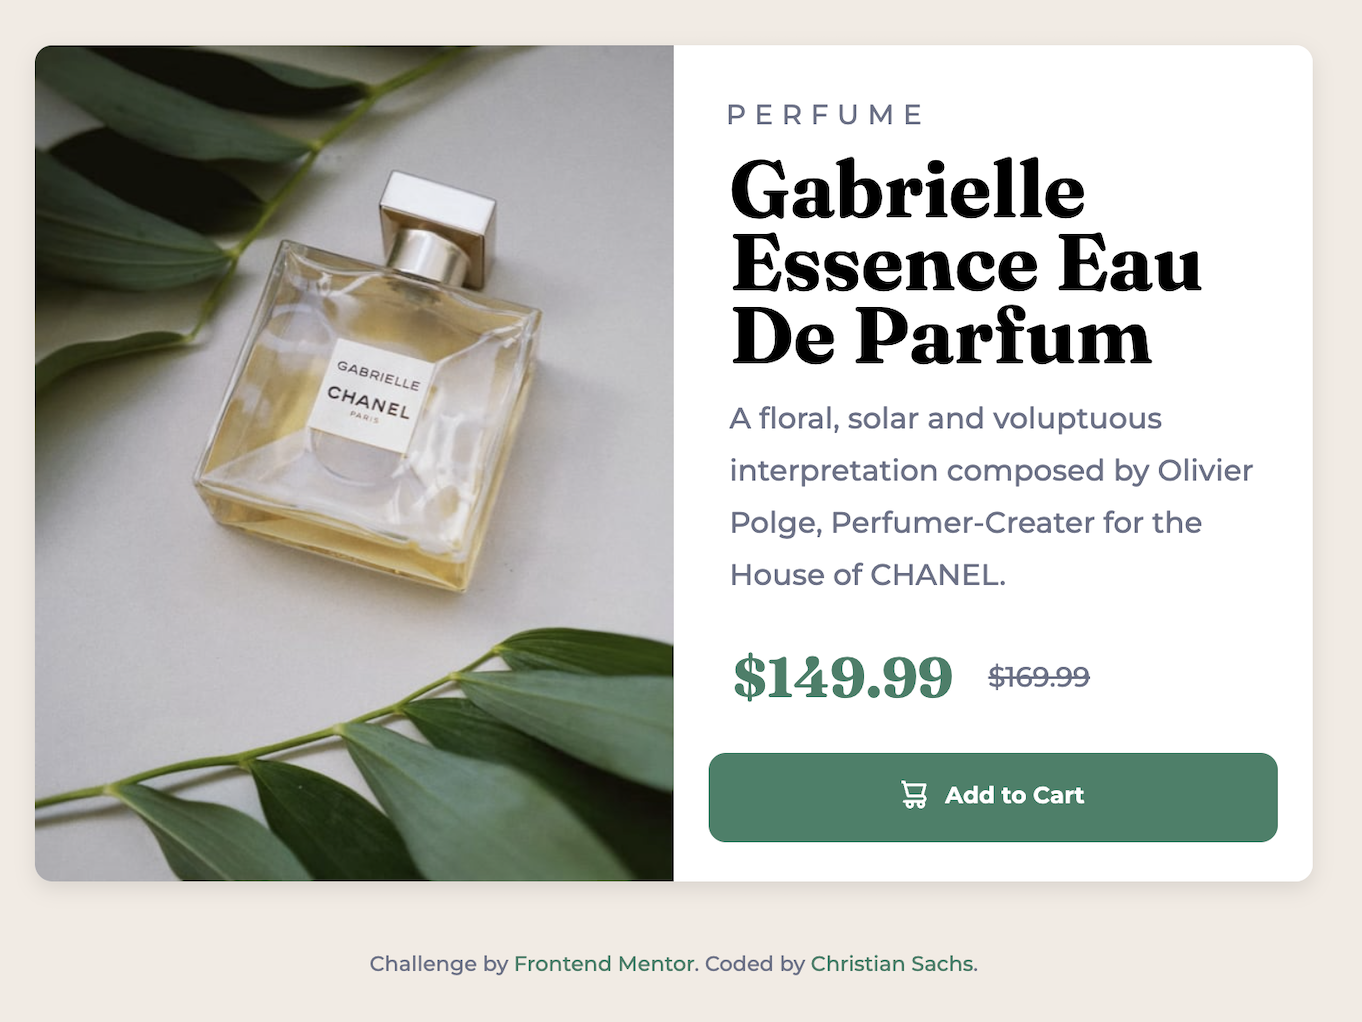 GABRIELLE
CHANEL
PARIS
PERFUME
Gabrielle
Essence Eau
De Parfum
A floral, solar and voluptuous
interpretation composed by Olivier
Polge, Perfumer-Creater for the
House of CHANEL.
$149.99 $169.99
Add to Cart
Challenge by Frontend Mentor. Coded by Christian Sachs.